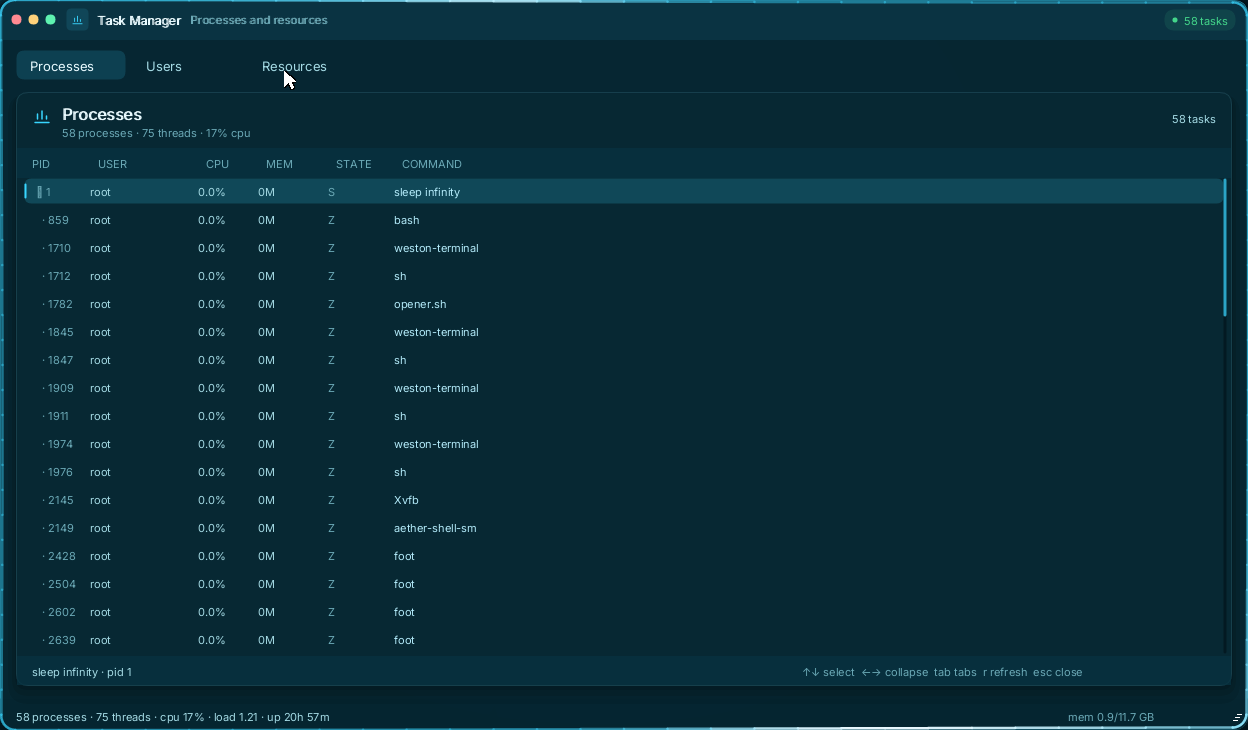 Task Manager Processes and resources 58 tasks
Processes Users Resources
Processes
58 processes · 75 threads · 17% cpu
58 tasks
PID USER CPU MEM STATE COMMAND
1 root 0.0% 0M S sleep infinity
· 859 root 0.0% 0M Z bash
· 1710 root 0.0% 0M Z weston-terminal
· 1712 root 0.0% 0M Z sh
· 1782 root 0.0% 0M Z opener.sh
· 1845 root 0.0% 0M Z weston-terminal
· 1847 root 0.0% 0M Z sh
· 1909 root 0.0% 0M Z weston-terminal
· 1911 root 0.0% 0M Z sh
· 1974 root 0.0% 0M Z weston-terminal
· 1976 root 0.0% 0M Z sh
· 2145 root 0.0% 0M Z Xvfb
· 2149 root 0.0% 0M Z aether-shell-sm
· 2428 root 0.0% 0M Z foot
· 2504 root 0.0% 0M Z foot
· 2602 root 0.0% 0M Z foot
· 2639 root 0.0% 0M Z foot
sleep infinity · pid 1 ↑↓ select ←→ collapse tab tabs r refresh esc close
58 processes · 75 threads · cpu 17% · load 1.21 · up 20h 57m mem 0.9/11.7 GB